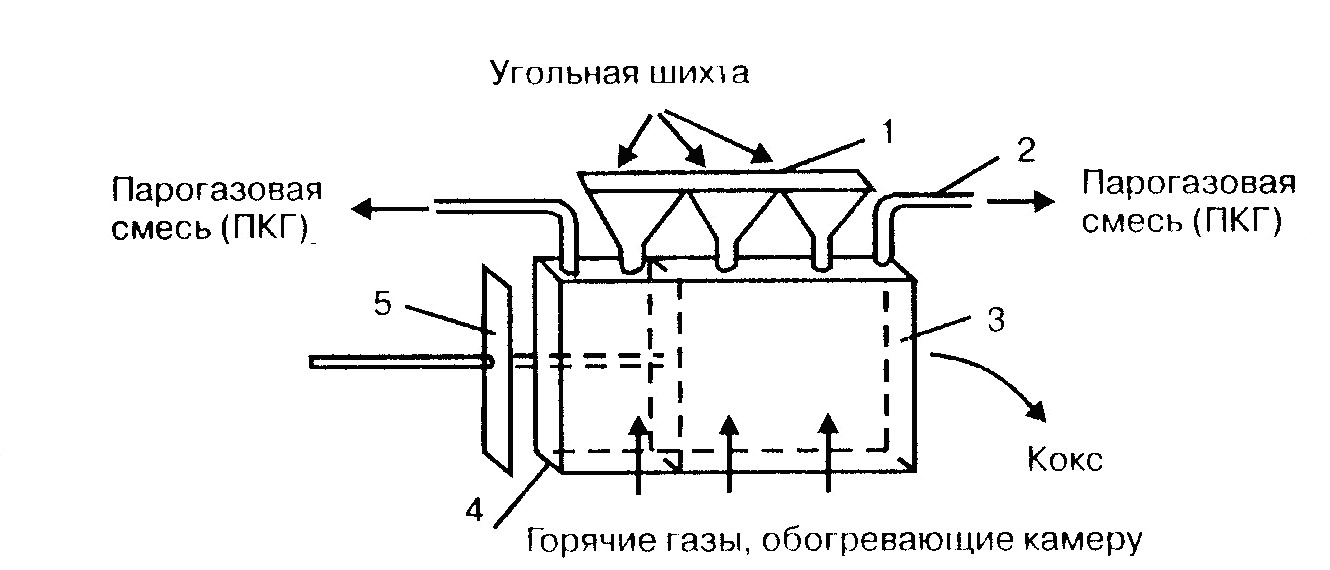 Угольная шихта
1
2
Парогазовая
смесь (ПКГ)
Парогазовая
смесь (ПКГ)
5
3
Кокс
4
Горячие газы, обогревающие камеру